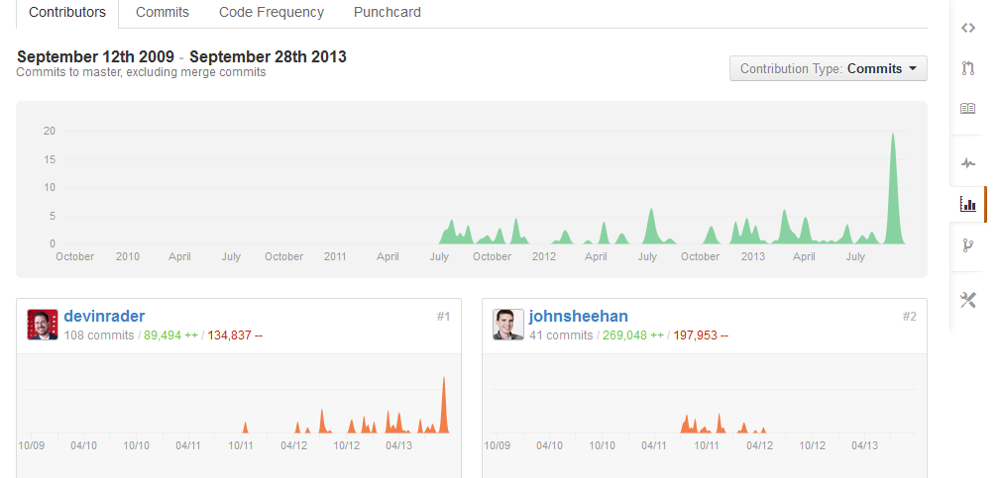 Contributors Commits Code Frequency Punchcard
September 12th 2009 - September 28th 2013
Commits to master, excluding merge commits
Contribution Type: Commits
20
15
10
5
0
October 2010 April July October 2011 April July October 2012 April July October 2013 April July
devinrader #1
108 commits / 89,494 ++ / 134,837 --
10/09 04/10 10/10 04/11 10/11 04/12 10/12 04/13
johnsheehan #2
41 commits / 269,048 ++ / 197,953 --
10/09 04/10 10/10 04/11 10/11 04/12 10/12 04/13